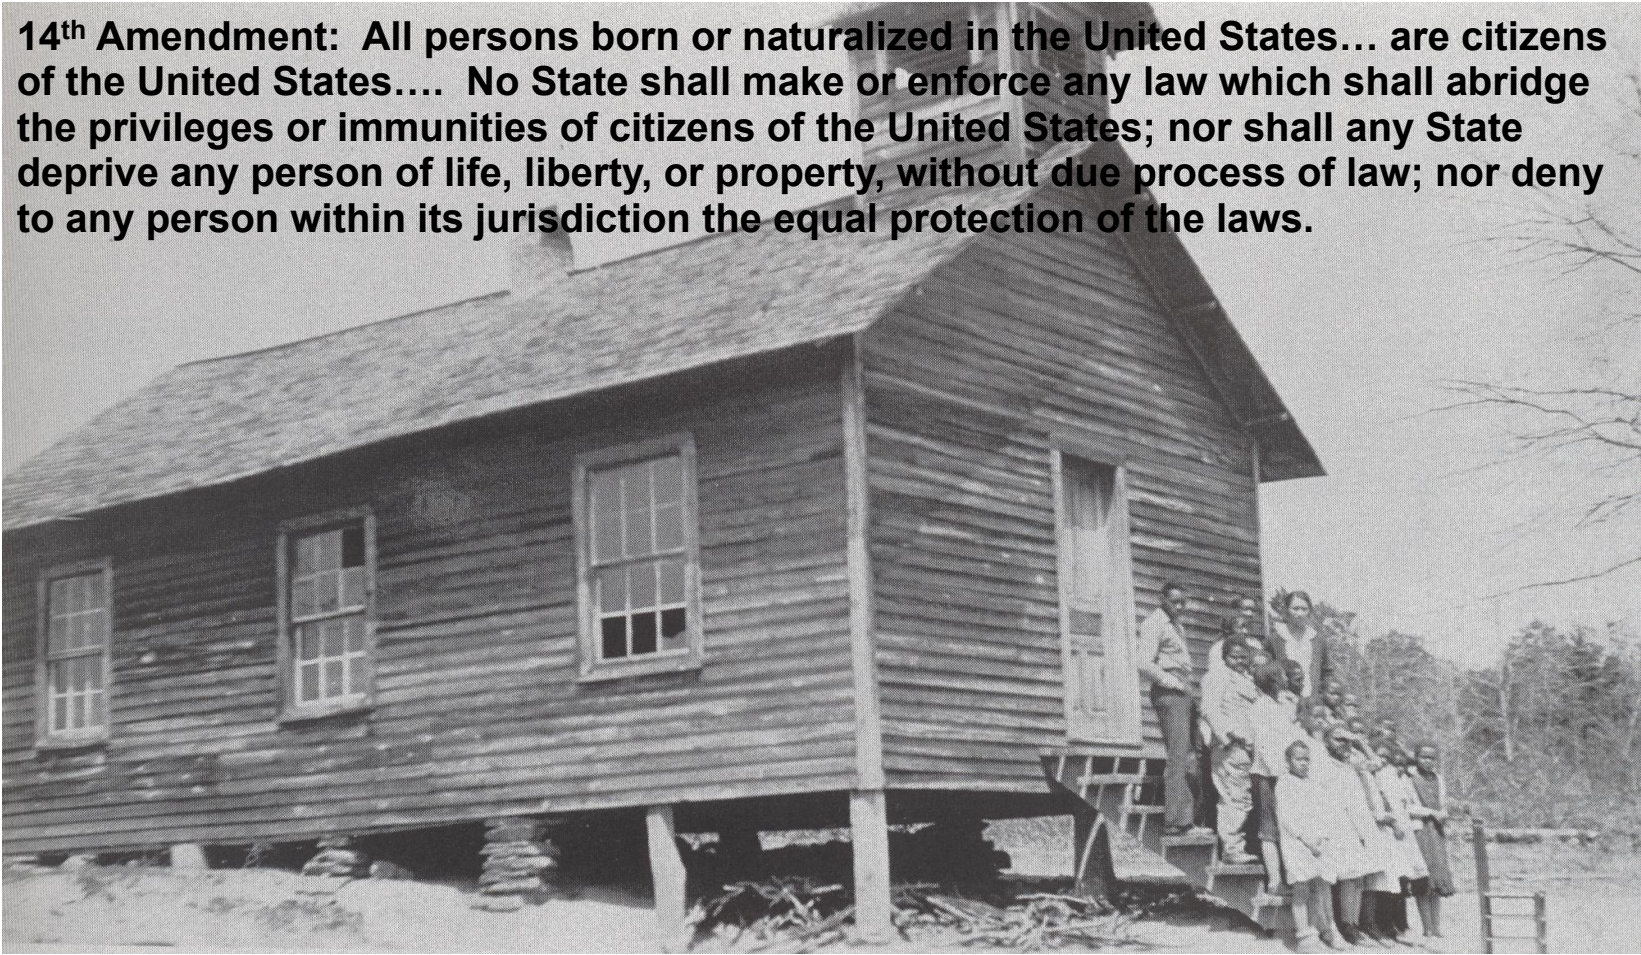 14th Amendment:  All persons born or naturalized in the United States… are citizens
of the United States….  No State shall make or enforce any law which shall abridge
the privileges or immunities of citizens of the United States; nor shall any State
deprive any person of life, liberty, or property, without due process of law; nor deny
to any person within its jurisdiction the equal protection of the laws.